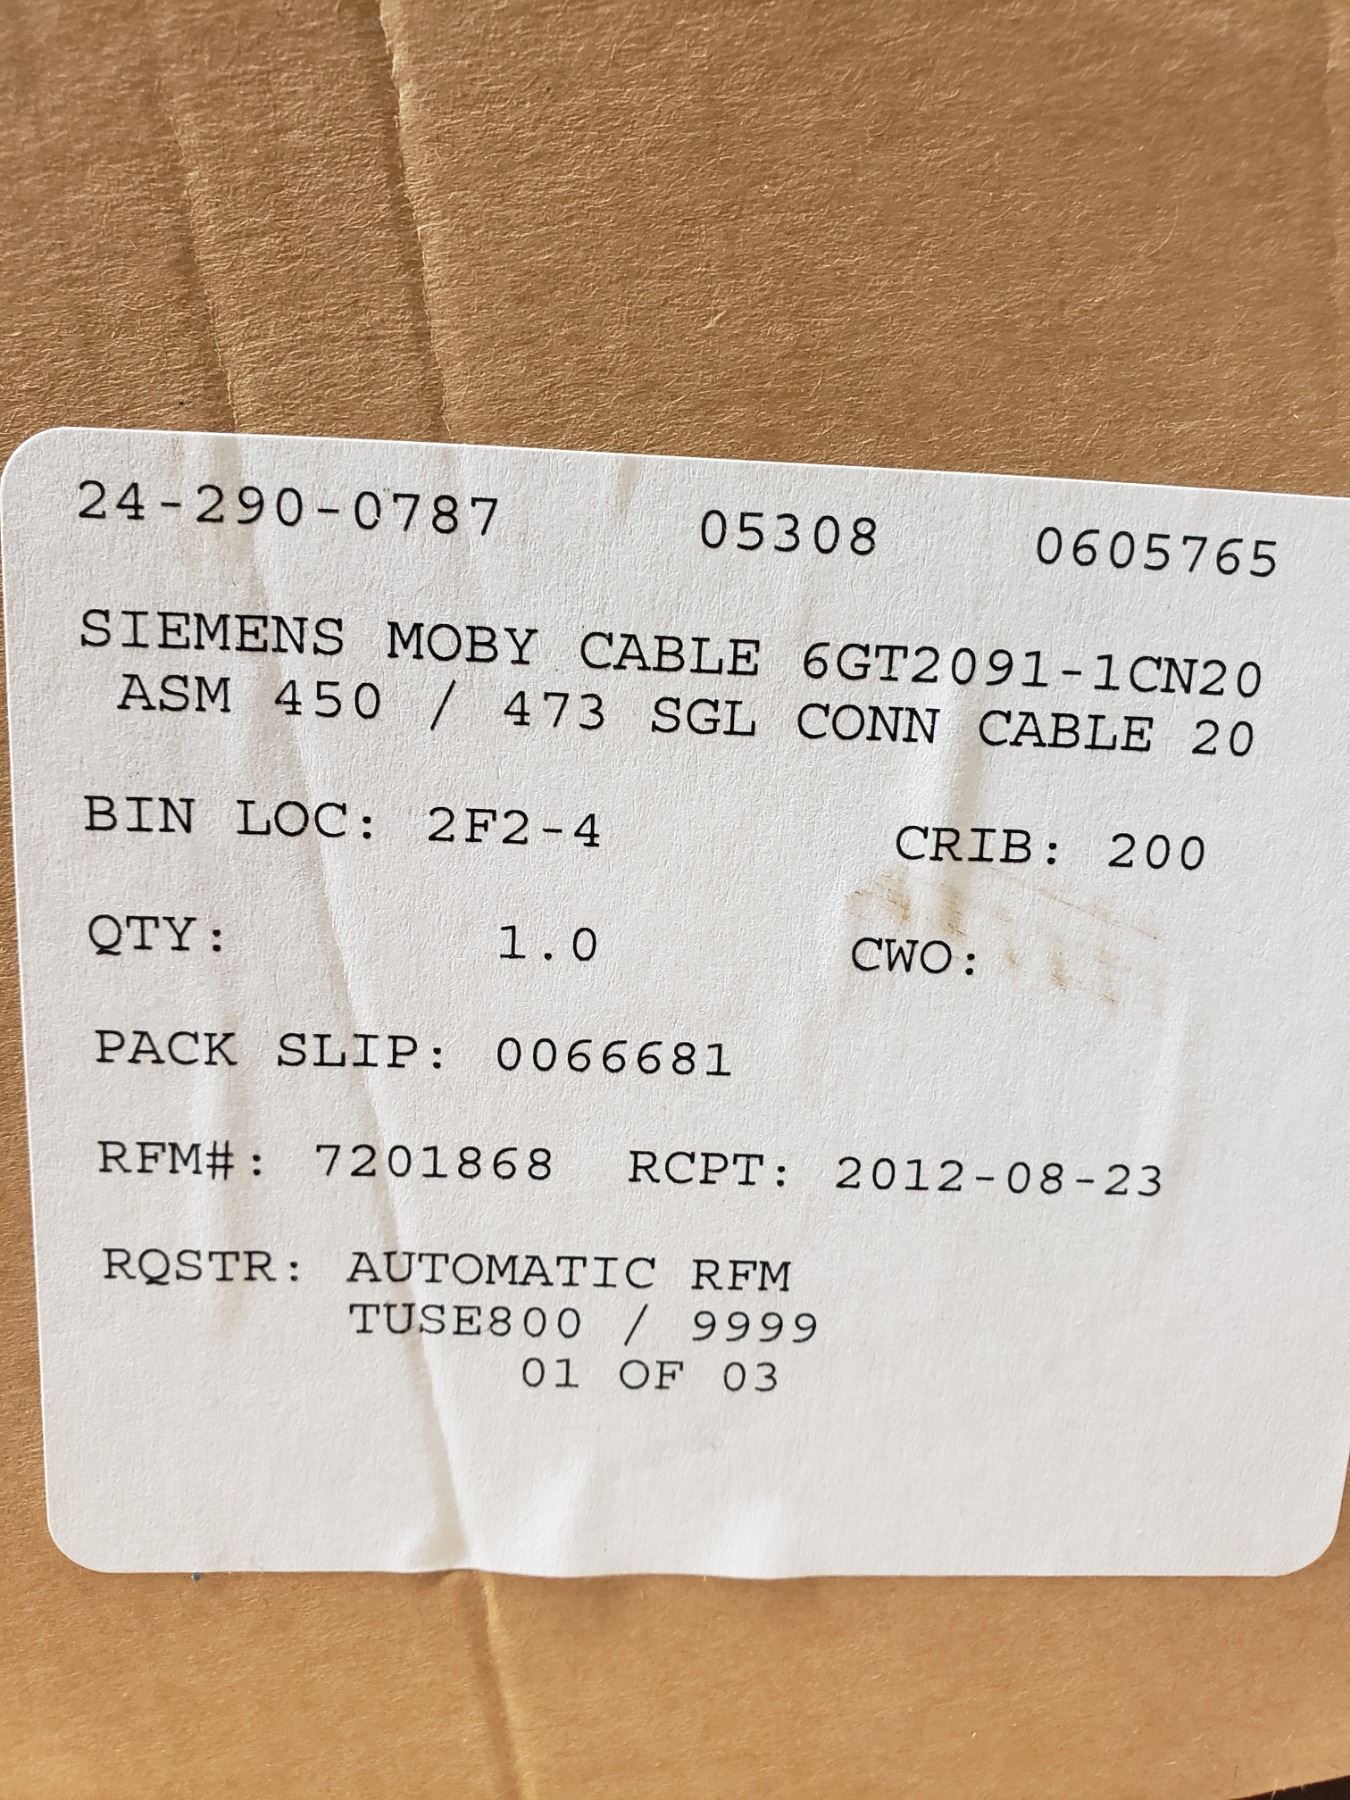 24-290-0787 05308 0605765
SIEMENS MOBY CABLE 6GT2091-1CN20
ASM 450 / 473 SGL CONN CABLE 20
BIN LOC: 2F2-4 CRIB: 200
QTY: 1.0 CWO:
PACK SLIP: 0066681
RFM#: 7201868 RCPT: 2012-08-23
RQSTR: AUTOMATIC RFM
TUSE800 / 9999
01 OF 03